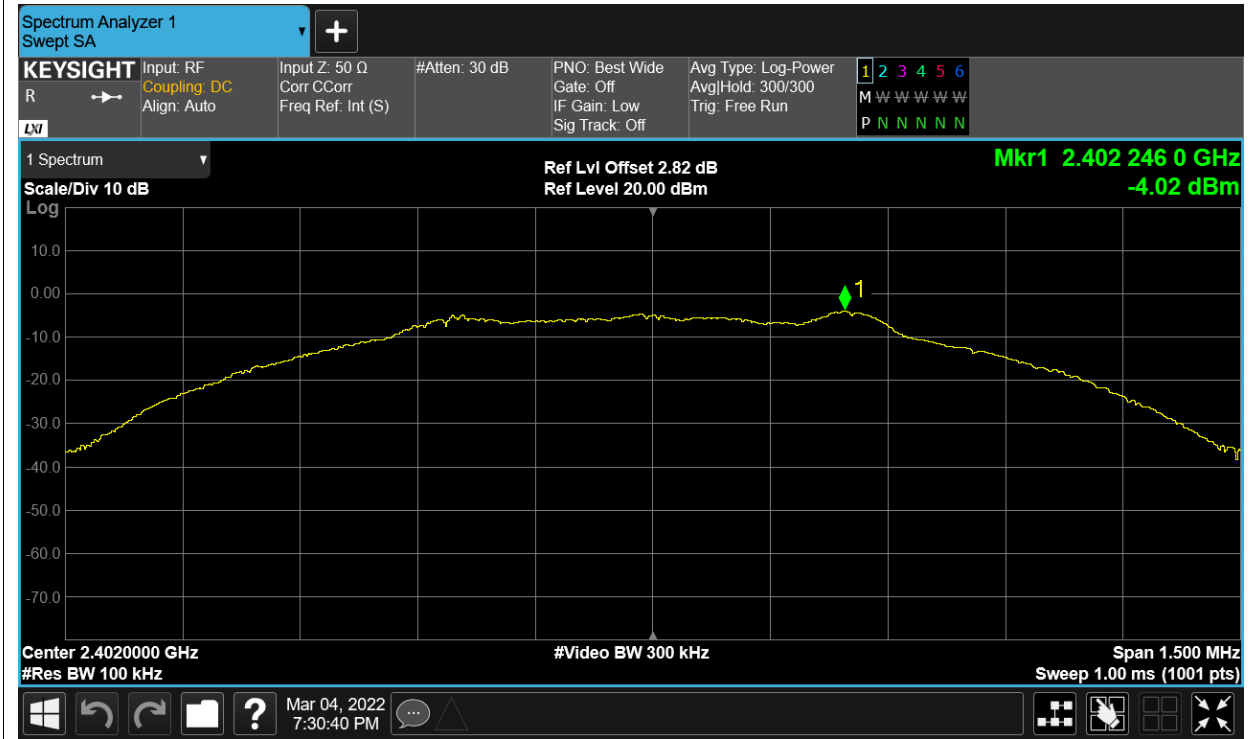 Spectrum Analyzer 1
Swept SA
KEYSIGHT
R
LXI
Input: RF
Coupling: DC
Align: Auto
Input Z: 50 Ω
Corr CCorr
Freq Ref: Int (S)
#Atten: 30 dB
PNO: Best Wide
Gate: Off
IF Gain: Low
Sig Track: Off
Avg Type: Log-Power
Avg|Hold: 300/300
Trig: Free Run
1 2 3 4 5 6
M W W W W W
P N N N N N
1 Spectrum
Scale/Div 10 dB
Log
Ref Lvl Offset 2.82 dB
Ref Level 20.00 dBm
Mkr1 2.402 246 0 GHz
-4.02 dBm
10.0
0.00
-10.0
-20.0
-30.0
-40.0
-50.0
-60.0
-70.0
1
Center 2.4020000 GHz
#Res BW 100 kHz
#Video BW 300 kHz
Span 1.500 MHz
Sweep 1.00 ms (1001 pts)
?
Mar 04, 2022
7:30:40 PM